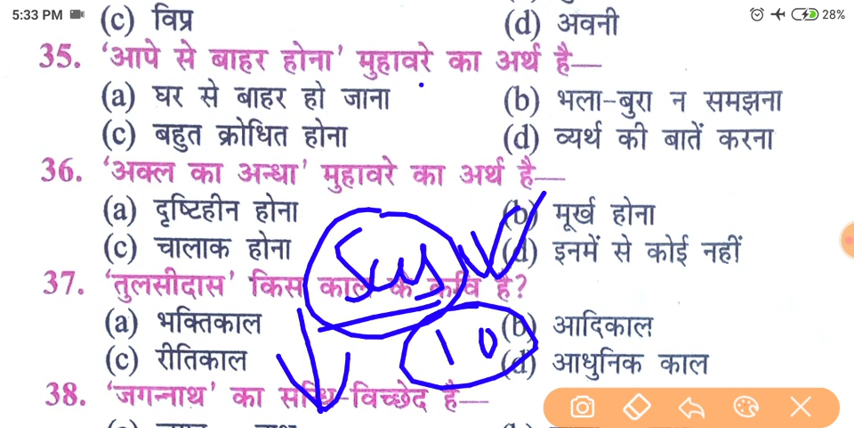 5:33 PM 28%
(c) विप्र (d) अवनी
35. ‘आपे से बाहर होना’ मुहावरे का अर्थ है—
(a) घर से बाहर हो जाना (b) भला-बुरा न समझना
(c) बहुत क्रोधित होना (d) व्यर्थ की बातें करना
36. ‘अक्ल का अन्धा’ मुहावरे का अर्थ है—
(a) दृष्टिहीन होना (b) मूर्ख होना
(c) चालाक होना (d) इनमें से कोई नहीं
37. ‘तुलसीदास’ किस काल के कवि हैं?
(a) भक्तिकाल (b) आदिकाल
(c) रीतिकाल 10 (d) आधुनिक काल
38. ‘जगन्नाथ’ का सन्धि-विच्छेद है—